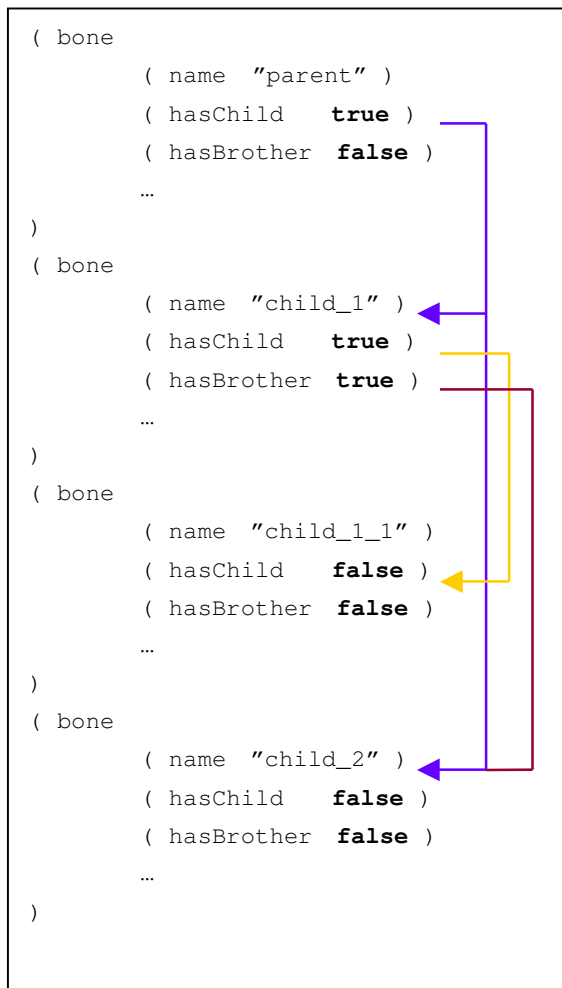 ( bone
( name ”parent” )
( hasChild true )
( hasBrother false )
…
)
( bone
( name ”child_1” )
( hasChild true )
( hasBrother true )
…
)
( bone
( name ”child_1_1” )
( hasChild false )
( hasBrother false )
…
)
( bone
( name ”child_2” )
( hasChild false )
( hasBrother false )
…
)